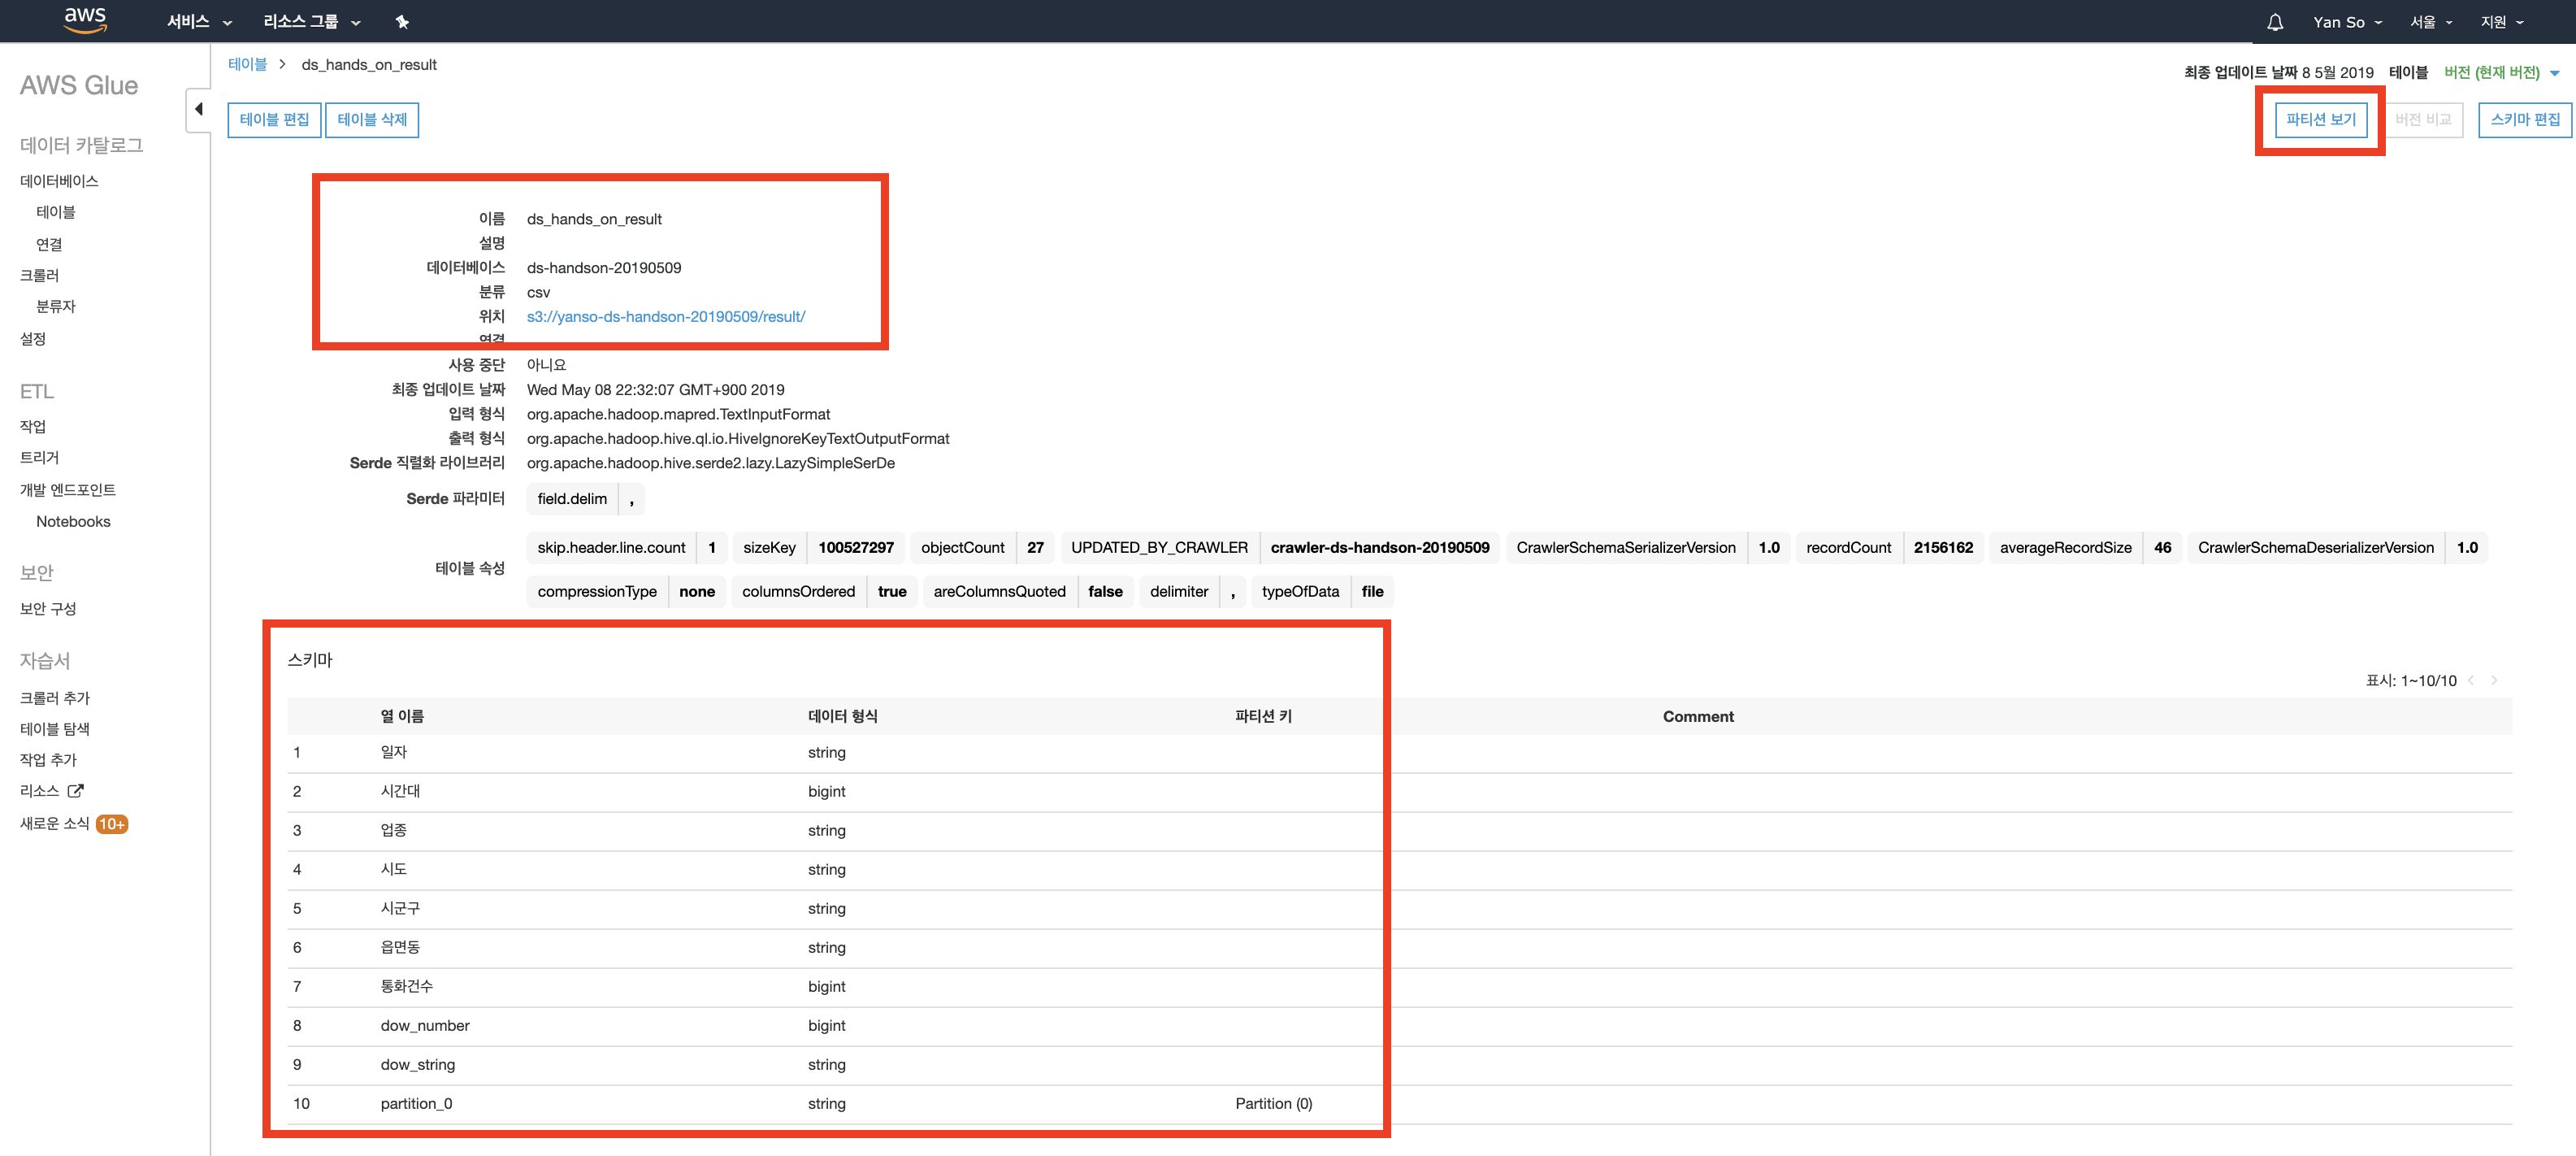 aws 서비스 리소스 그룹 Yan So 서울 지원
AWS Glue
데이터 카탈로그
데이터베이스
테이블
연결
크롤러
분류자
설정
ETL
작업
트리거
개발 엔드포인트
Notebooks
보안
보안 구성
자습서
크롤러 추가
테이블 탐색
작업 추가
리소스
새로운 소식 10+
테이블 > ds_hands_on_result
최종 업데이트 날짜 8 5월 2019 테이블 버전 (현재 버전)
테이블 편집 테이블 삭제 파티션 보기 버전 비교 스키마 편집
이름 ds_hands_on_result
설명
데이터베이스 ds-handson-20190509
분류 csv
위치 s3://yanso-ds-handson-20190509/result/
연결
사용 중단 아니요
최종 업데이트 날짜 Wed May 08 22:32:07 GMT+900 2019
입력 형식 org.apache.hadoop.mapred.TextInputFormat
출력 형식 org.apache.hadoop.hive.ql.io.HiveIgnoreKeyTextOutputFormat
Serde 직렬화 라이브러리 org.apache.hadoop.hive.serde2.lazy.LazySimpleSerDe
Serde 파라미터 field.delim ,
테이블 속성
skip.header.line.count 1 sizeKey 100527297 objectCount 27 UPDATED_BY_CRAWLER crawler-ds-handson-20190509 CrawlerSchemaSerializerVersion 1.0 recordCount 2156162 averageRecordSize 46 CrawlerSchemaDeserializerVersion 1.0
compressionType none columnsOrdered true areColumnsQuoted false delimiter , typeOfData file
스키마
표시: 1~10/10 < >
열 이름 데이터 형식 파티션 키 Comment
1 일자 string
2 시간대 bigint
3 업종 string
4 시도 string
5 시군구 string
6 읍면동 string
7 통화건수 bigint
8 dow_number bigint
9 dow_string string
10 partition_0 string Partition (0)